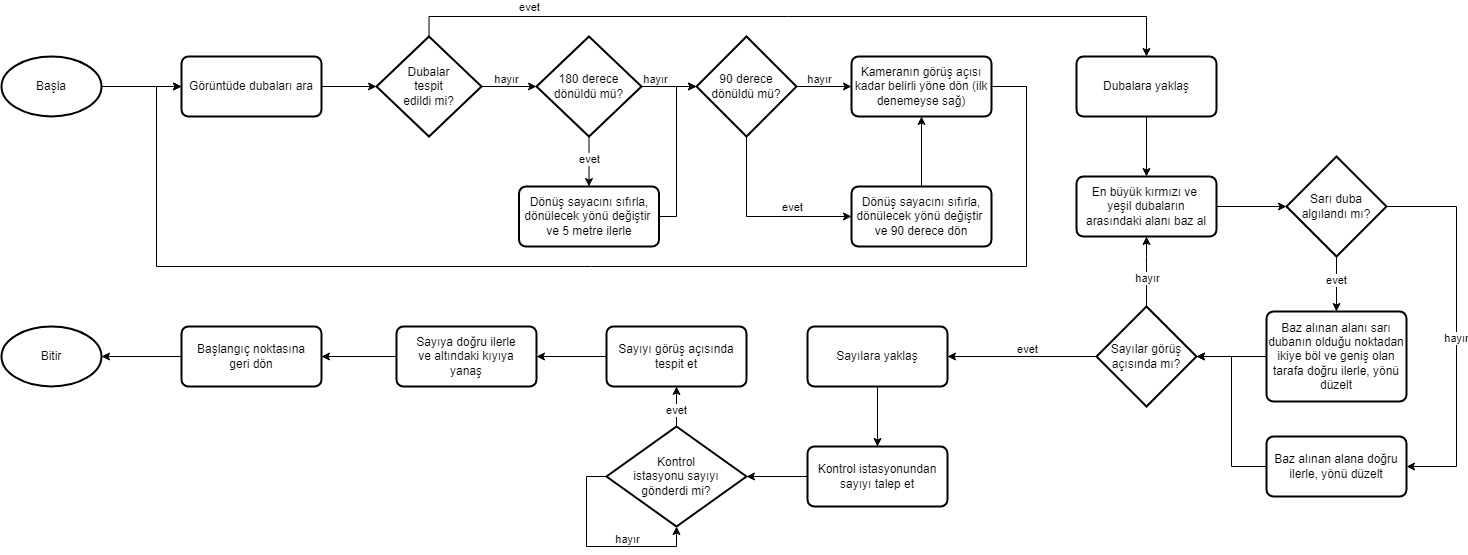 evet
Başla
Görüntüde dubaları ara
Dubalar
tespit
edildi mi?
hayır
180 derece
dönüldü mü?
hayır
90 derece
dönüldü mü?
hayır
Kameranın görüş açısı
kadar belirli yöne dön (ilk
denemeyse sağ)
Dubalara yaklaş
evet
Dönüş sayacını sıfırla,
dönülecek yönü değiştir
ve 5 metre ilerle
evet
Dönüş sayacını sıfırla,
dönülecek yönü değiştir
ve 90 derece dön
En büyük kırmızı ve
yeşil dubaların
arasındaki alanı baz al
Sarı duba
algılandı mı?
hayır
evet
hayır
Baz alınan alanı sarı
dubanın olduğu noktadan
ikiye böl ve geniş olan
tarafa doğru ilerle, yönü
düzelt
Baz alınan alana doğru
ilerle, yönü düzelt
Sayılar görüş
açısında mı?
evet
Sayılara yaklaş
Kontrol istasyonundan
sayıyı talep et
Kontrol
istasyonu sayıyı
gönderdi mi?
hayır
evet
Sayıyı görüş açısında
tespit et
Sayıya doğru ilerle
ve altındaki kıyıya
yanaş
Başlangıç noktasına
geri dön
Bitir